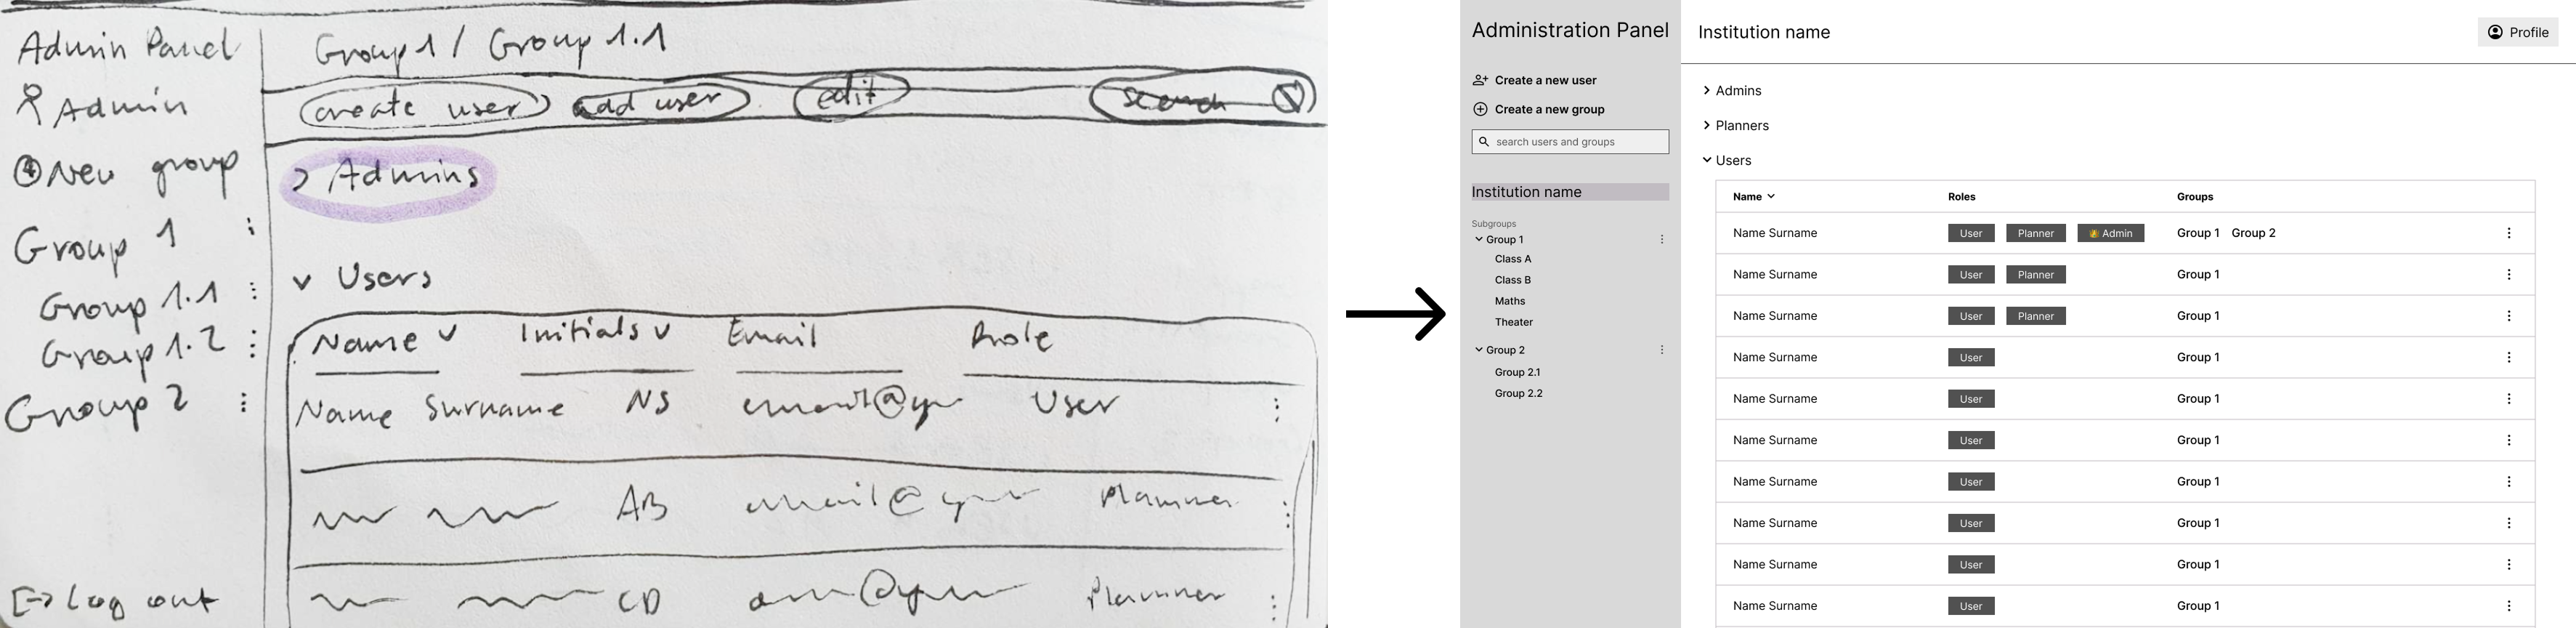 Admin Panel
Admin
New group
Group 1
Group 1.1
Group 1.2
Group 2
Log out
Group 1 / Group 1.1
create user
add user
edit
search
Admins
Users
Name Initials Email Role
Name Surname NS User
AB email@ Planner
CD Planner
Administration Panel
Create a new user
Create a new group
search users and groups
Institution name
Subgroups
Group 1
Class A
Class B
Maths
Theater
Group 2
Group 2.1
Group 2.2
Institution name
Profile
Admins
Planners
Users
Name Roles Groups
Name Surname User Planner Admin Group 1 Group 2
Name Surname User Planner Group 1
Name Surname User Planner Group 1
Name Surname User Group 1
Name Surname User Group 1
Name Surname User Group 1
Name Surname User Group 1
Name Surname User Group 1
Name Surname User Group 1
Name Surname User Group 1